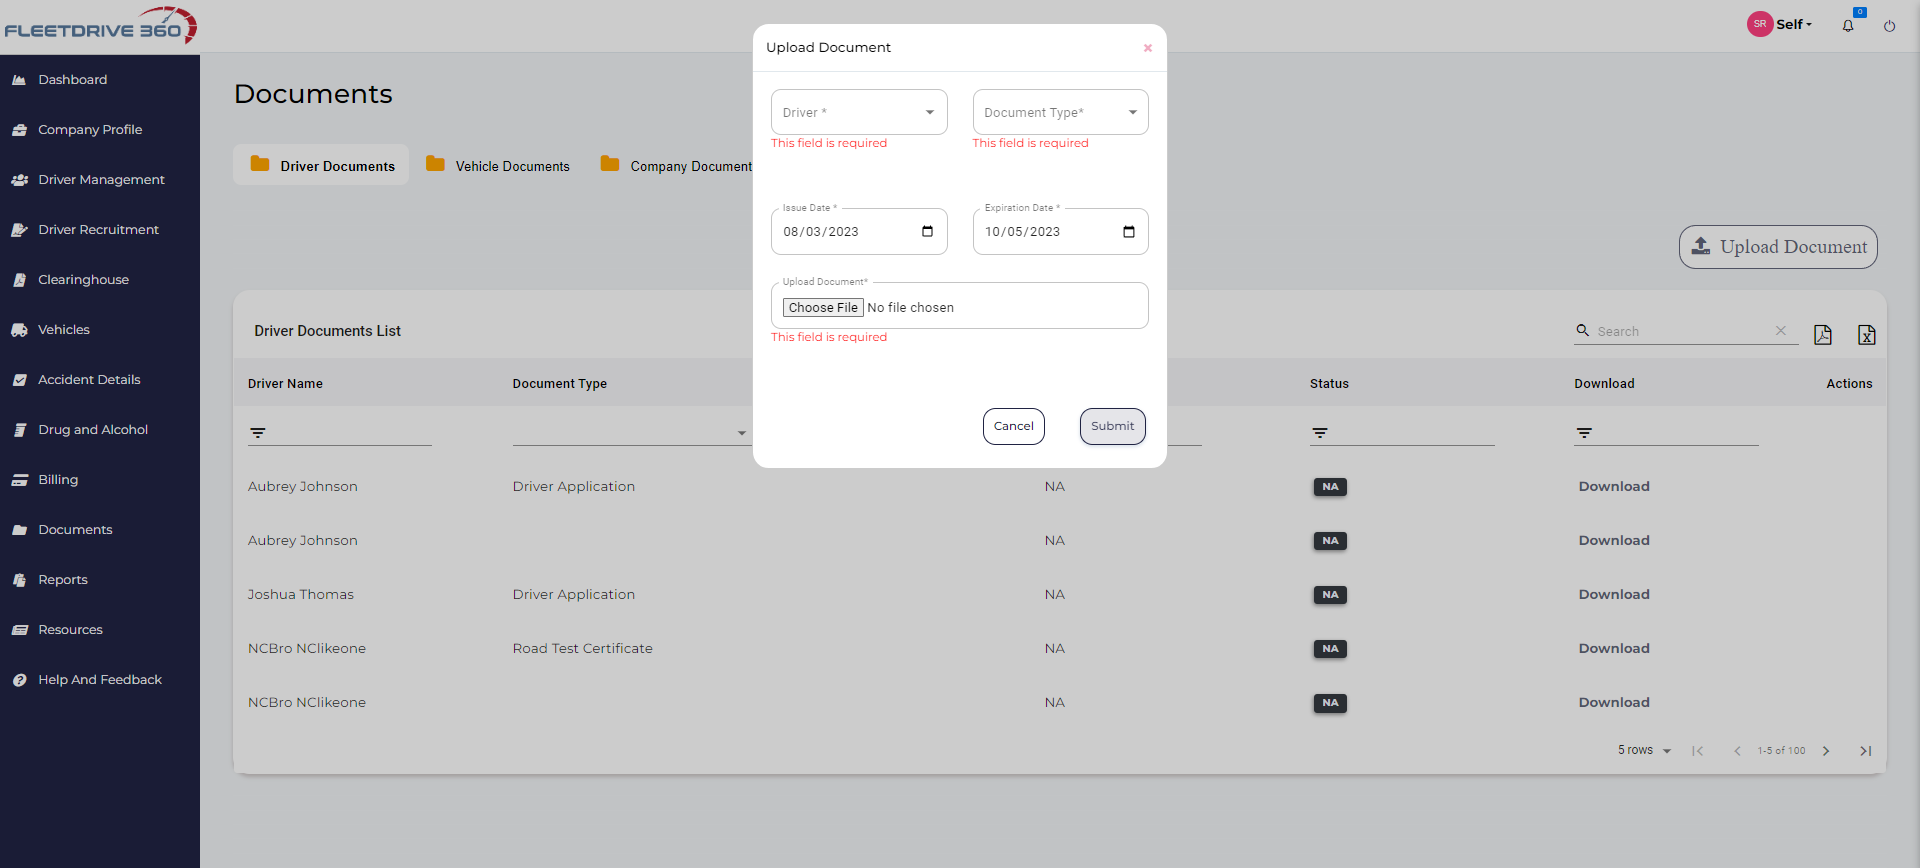 FLEETDRIVE 360
SR Self
0
Dashboard
Company Profile
Driver Management
Driver Recruitment
Clearinghouse
Vehicles
Accident Details
Drug and Alcohol
Billing
Documents
Reports
Resources
Help And Feedback
Documents
Driver Documents
Vehicle Documents
Company Document
Upload Document
Upload Document
×
Driver *
Document Type*
This field is required
This field is required
Issue Date *
Expiration Date *
08/03/2023
10/05/2023
Upload Document*
Choose File No file chosen
This field is required
Cancel
Submit
Driver Documents List
Search
Driver Name Document Type Status Download Actions
Aubrey Johnson Driver Application NA NA Download
Aubrey Johnson NA NA Download
Joshua Thomas Driver Application NA NA Download
NCBro NClikeone Road Test Certificate NA NA Download
NCBro NClikeone NA NA Download
5 rows 1-5 of 100